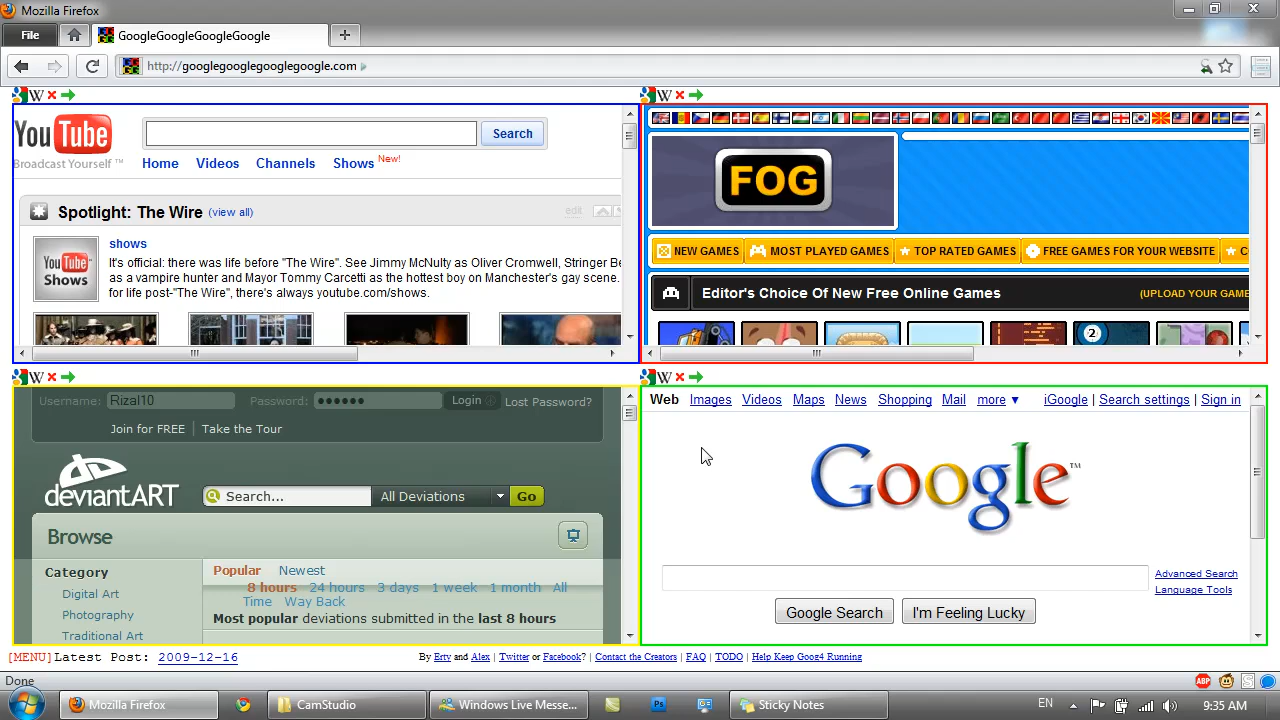 Mozilla Firefox
File
GoogleGoogleGoogleGoogle
http://googlegooglegooglegoogle.com
W
W
YouTube
Broadcast Yourself ™
Search
Home Videos Channels Shows New!
Spotlight: The Wire (view all)
edit
YouTube
Shows
shows
It's official: there was life before "The Wire". See Jimmy McNulty as Oliver Cromwell, Stringer Be
as a vampire hunter and Mayor Tommy Carcetti as the hottest boy on Manchester's gay scene.
for life post-"The Wire", there's always youtube.com/shows.
FOG
NEW GAMES MOST PLAYED GAMES TOP RATED GAMES FREE GAMES FOR YOUR WEBSITE C
Editor's Choice Of New Free Online Games (UPLOAD YOUR GAME
2
W
W
Username: Rizal10 Password: ●●●●●● Login Lost Password?
Join for FREE Take the Tour
deviantART
Search... All Deviations Go
Browse
Category
Digital Art
Photography
Traditional Art
Popular Newest
8 hours 24 hours 3 days 1 week 1 month All
Time Way Back
Most popular deviations submitted in the last 8 hours
Web Images Videos Maps News Shopping Mail more ▼ iGoogle | Search settings | Sign in
Google™
Advanced Search
Language Tools
Google Search I'm Feeling Lucky
[MENU]Latest Post: 2009-12-16
By Erty and Alex | Twitter or Facebook? | Contact the Creators | FAQ | TODO | Help Keep Goog4 Running
Done
ABP
S
Mozilla Firefox
CamStudio
Windows Live Messe...
Ps
Sticky Notes
EN
9:35 AM